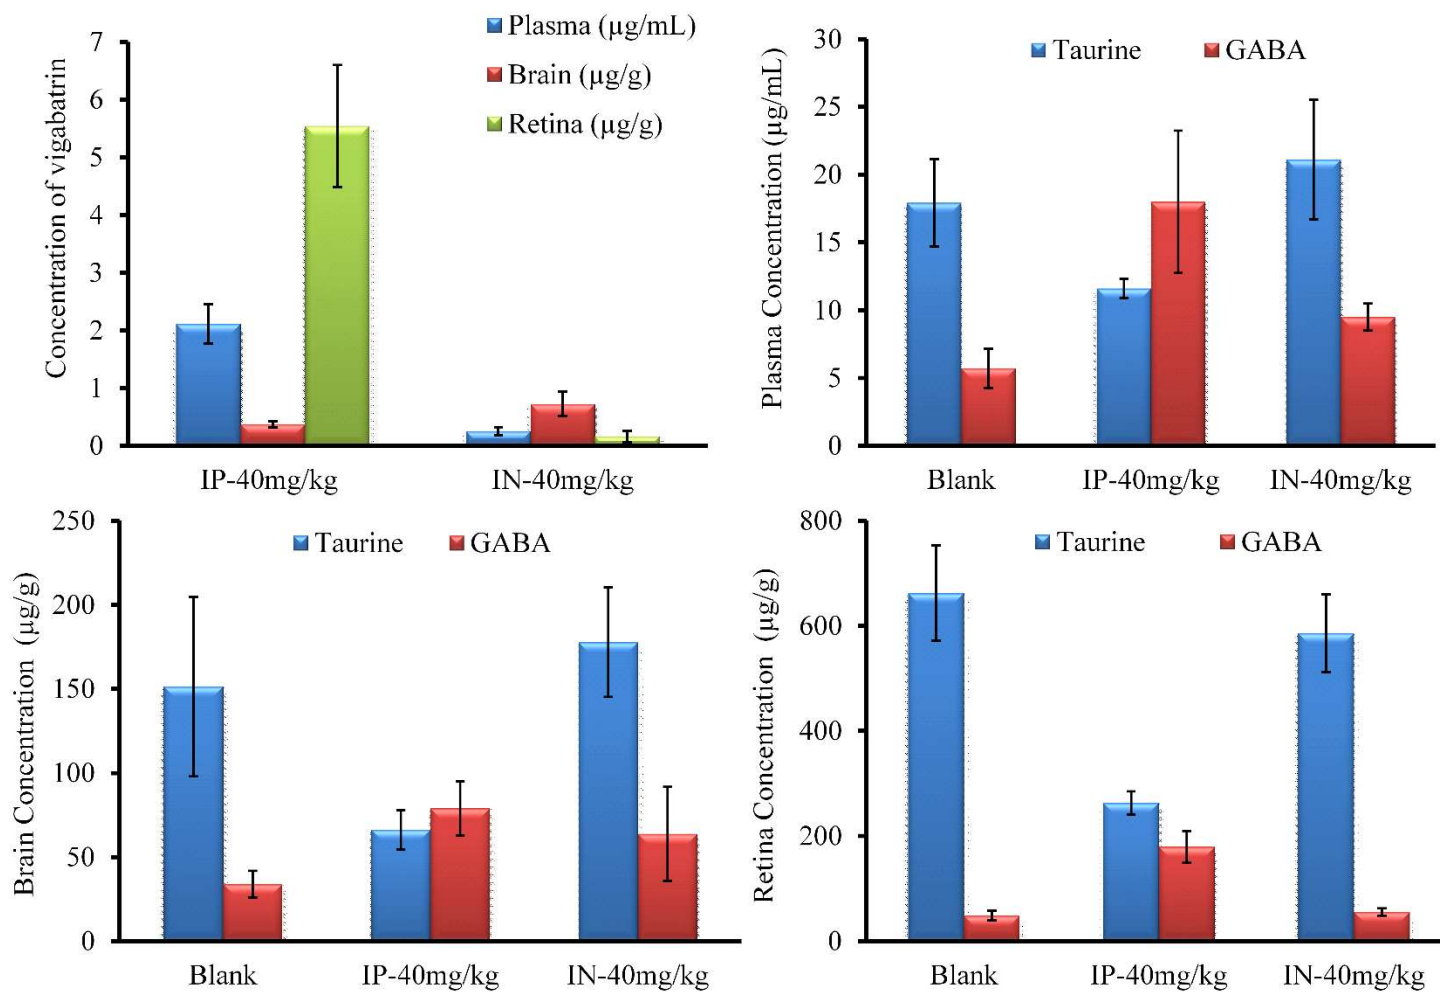 Concentration of vigabatrin
7
6
5
4
3
2
1
0
Plasma (µg/mL)
Brain (µg/g)
Retina (µg/g)
IP-40mg/kg
IN-40mg/kg
Plasma Concentration (µg/mL)
30
25
20
15
10
5
0
Taurine
GABA
Blank
IP-40mg/kg
IN-40mg/kg
Brain Concentration (µg/g)
250
200
150
100
50
0
Taurine
GABA
Blank
IP-40mg/kg
IN-40mg/kg
Retina Concentration (µg/g)
800
600
400
200
0
Taurine
GABA
Blank
IP-40mg/kg
IN-40mg/kg